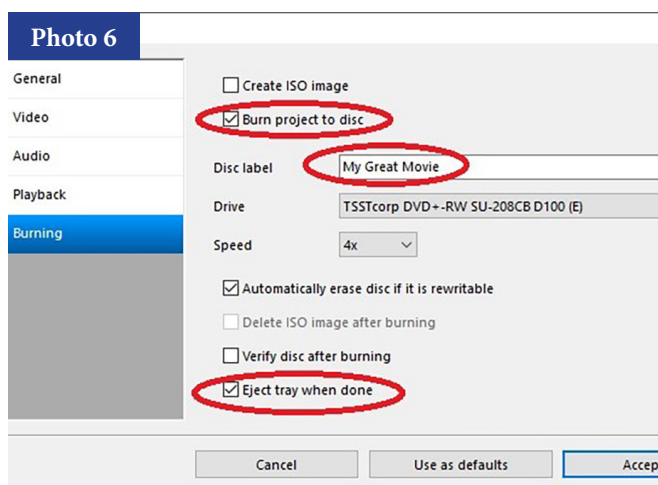 Photo 6
General
Video
Audio
Playback
Burning
Create ISO image
Burn project to disc
Disc label My Great Movie
Drive TSSTcorp DVD+-RW SU-208CB D100 (E)
Speed 4x
Automatically erase disc if it is rewritable
Delete ISO image after burning
Verify disc after burning
Eject tray when done
Cancel Use as defaults Accep